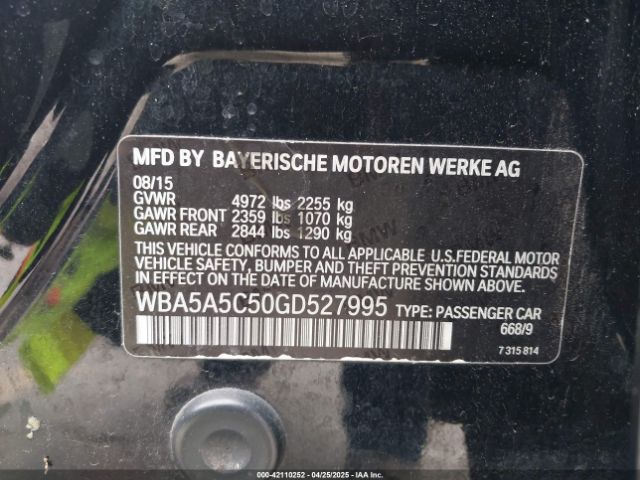 MFD BY BAYERISCHE MOTOREN WERKE AG
08/15
GVWR 4972 lbs 2255 kg
GAWR FRONT 2359 lbs 1070 kg
GAWR REAR 2844 lbs 1290 kg
THIS VEHICLE CONFORMS TO ALL APPLICABLE U.S.FEDERAL MOTOR
VEHICLE SAFETY, BUMPER, AND THEFT PREVENTION STANDARDS
IN EFFECT ON THE DATE OF MANUFACTURE SHOWN ABOVE.
WBA5A5C50GD527995 TYPE: PASSENGER CAR
668/9
7 315 814
000-42110252 - 04/25/2025 - IAAI, Inc.